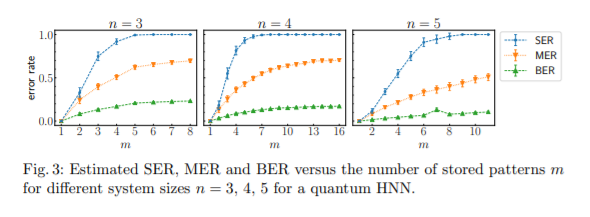 n = 3
n = 4
n = 5
error rate
1.0
0.5
0.0
1 2 3 4 5 6 7 8
1 4 7 10 13 16
2 4 6 8 10
m
m
m
SER
MER
BER
Fig. 3: Estimated SER, MER and BER versus the number of stored patterns m
for different system sizes n = 3, 4, 5 for a quantum HNN.